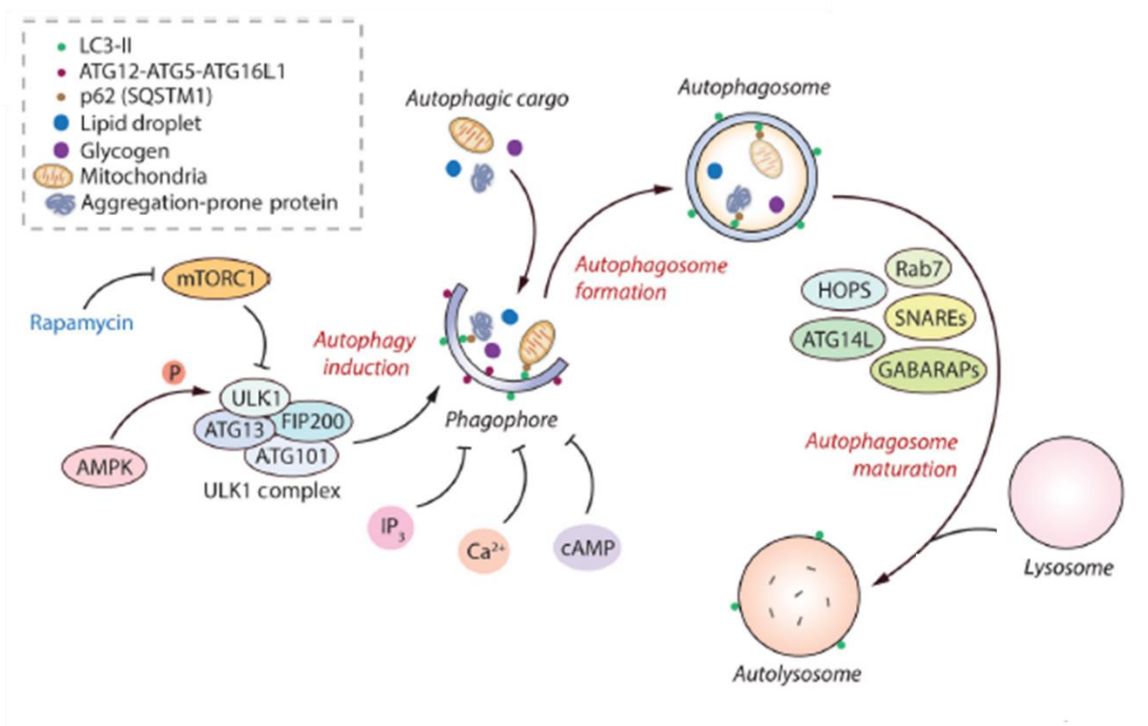 LC3-II
ATG12-ATG5-ATG16L1
p62 (SQSTM1)
Lipid droplet
Glycogen
Mitochondria
Aggregation-prone protein
Autophagic cargo
Autophagosome
mTORC1
Rapamycin
Autophagosome
formation
Rab7
HOPS
SNAREs
ATG14L
GABARAPs
Autophagy
induction
P
ULK1
ATG13
FIP200
ATG101
AMPK
ULK1 complex
Phagophore
Autophagosome
maturation
IP3
Ca2+
cAMP
Lysosome
Autolysosome